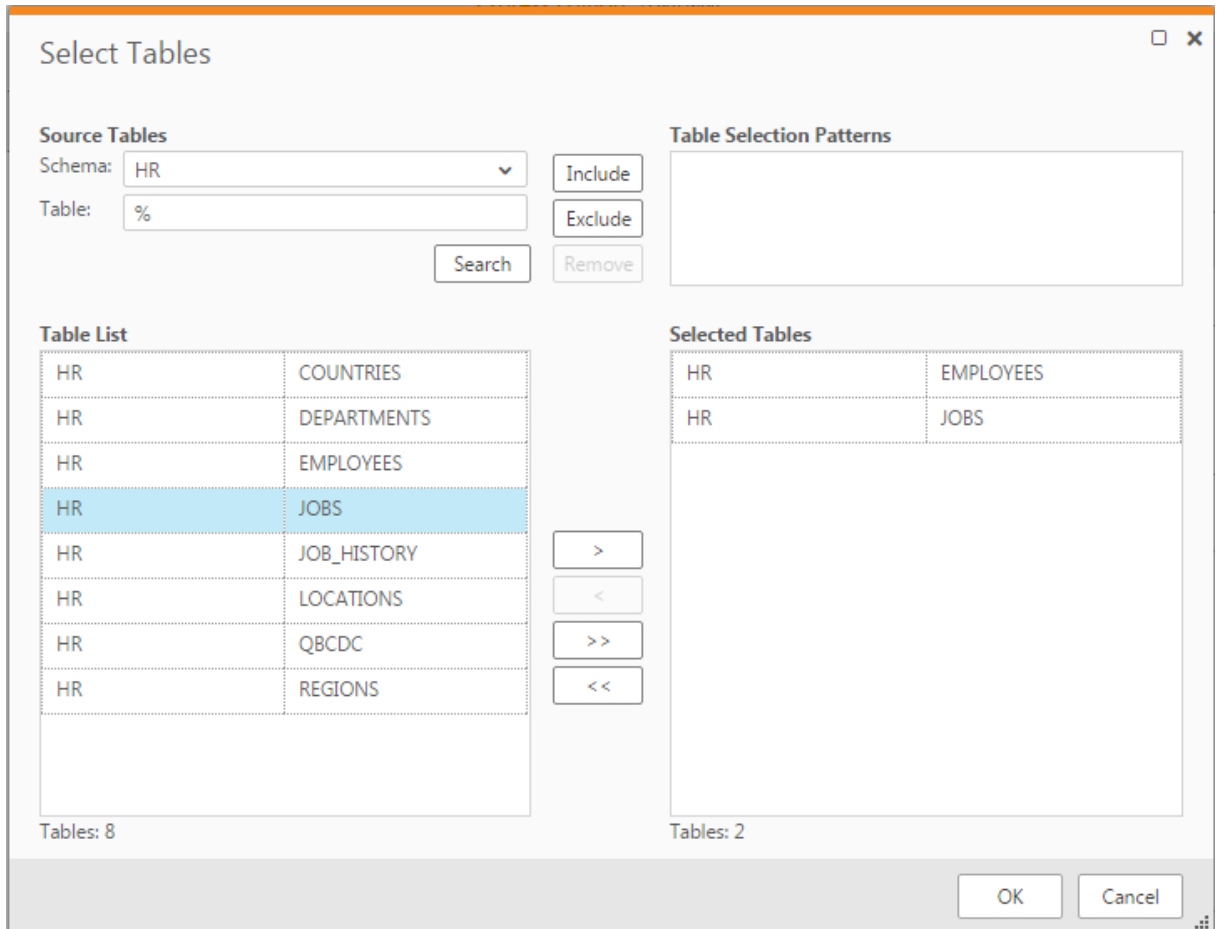 Select Tables
Source Tables
Schema: HR
Table: %
Search
Include
Exclude
Remove
Table Selection Patterns
Table List
HR COUNTRIES
HR DEPARTMENTS
HR EMPLOYEES
HR JOBS
HR JOB_HISTORY
HR LOCATIONS
HR QBCDC
HR REGIONS
Tables: 8
>
<
>>
<<
Selected Tables
HR EMPLOYEES
HR JOBS
Tables: 2
OK Cancel